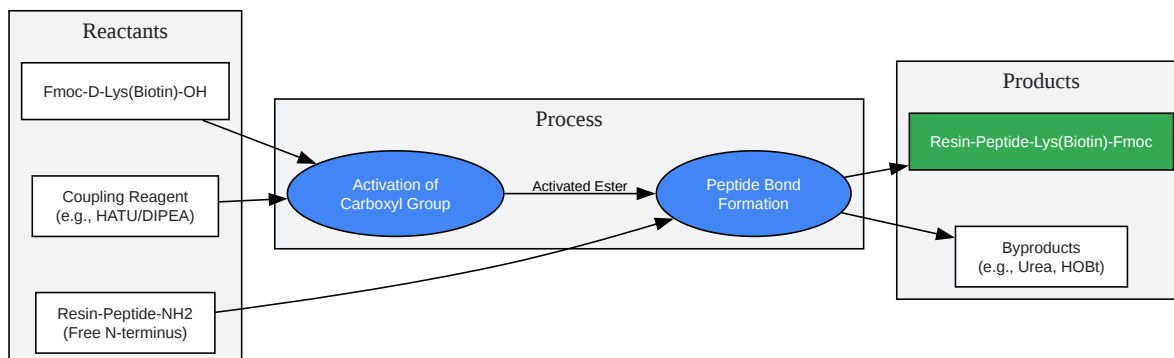 Reactants
Fmoc-D-Lys(Biotin)-OH
Coupling Reagent
(e.g., HATU/DIPEA)
Resin-Peptide-NH2
(Free N-terminus)
Process
Activation of
Carboxyl Group
Activated Ester
Peptide Bond
Formation
Products
Resin-Peptide-Lys(Biotin)-Fmoc
Byproducts
(e.g., Urea, HOBt)